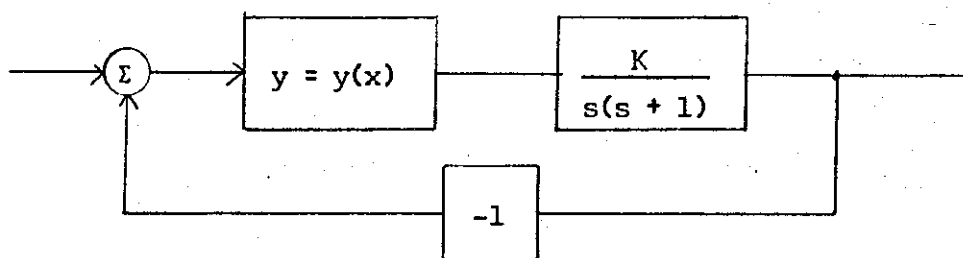 Σ
y = y(x)
K
s(s + 1)
-1